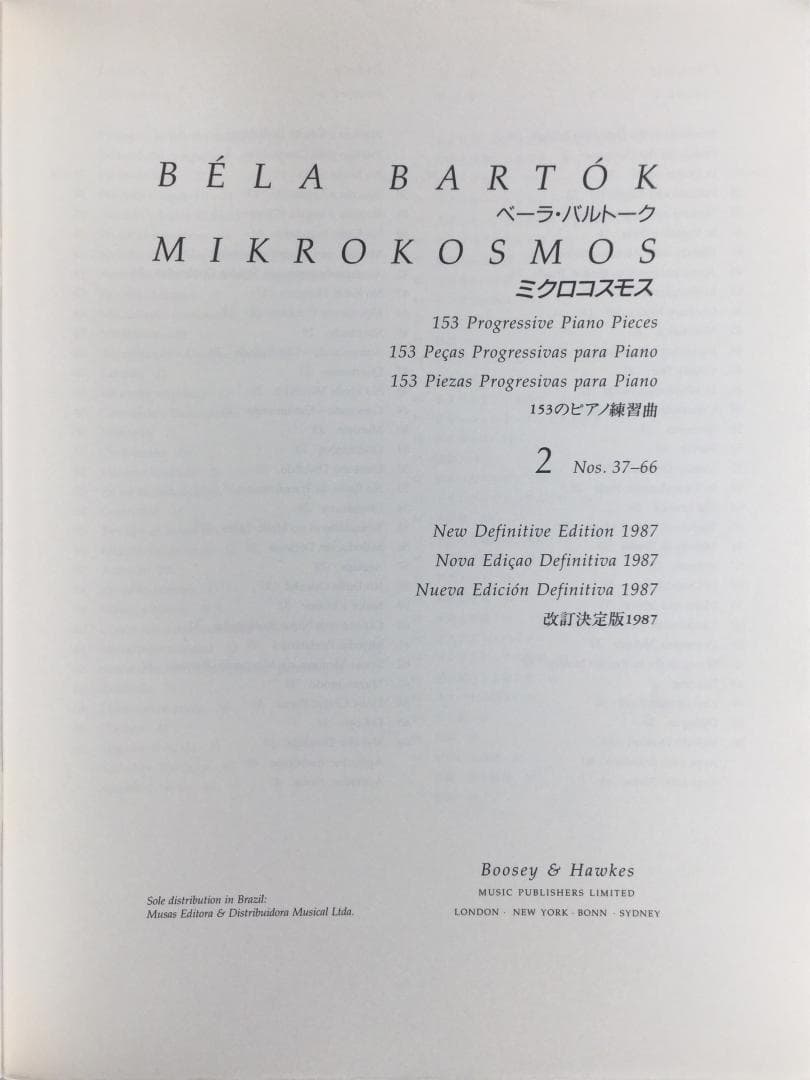 BÉLA BARTÓK
ベーラ・バルトーク
MIKROKOSMOS
ミクロコスモス
153 Progressive Piano Pieces
153 Peças Progressivas para Piano
153 Piezas Progresivas para Piano
153のピアノ練習曲
2 Nos. 37–66
New Definitive Edition 1987
Nova Ediçao Definitiva 1987
Nueva Edición Definitiva 1987
改訂決定版1987
Boosey & Hawkes
MUSIC PUBLISHERS LIMITED
LONDON · NEW YORK · BONN · SYDNEY
Sole distribution in Brazil:
Musas Editora & Distribuidora Musical Ltda.